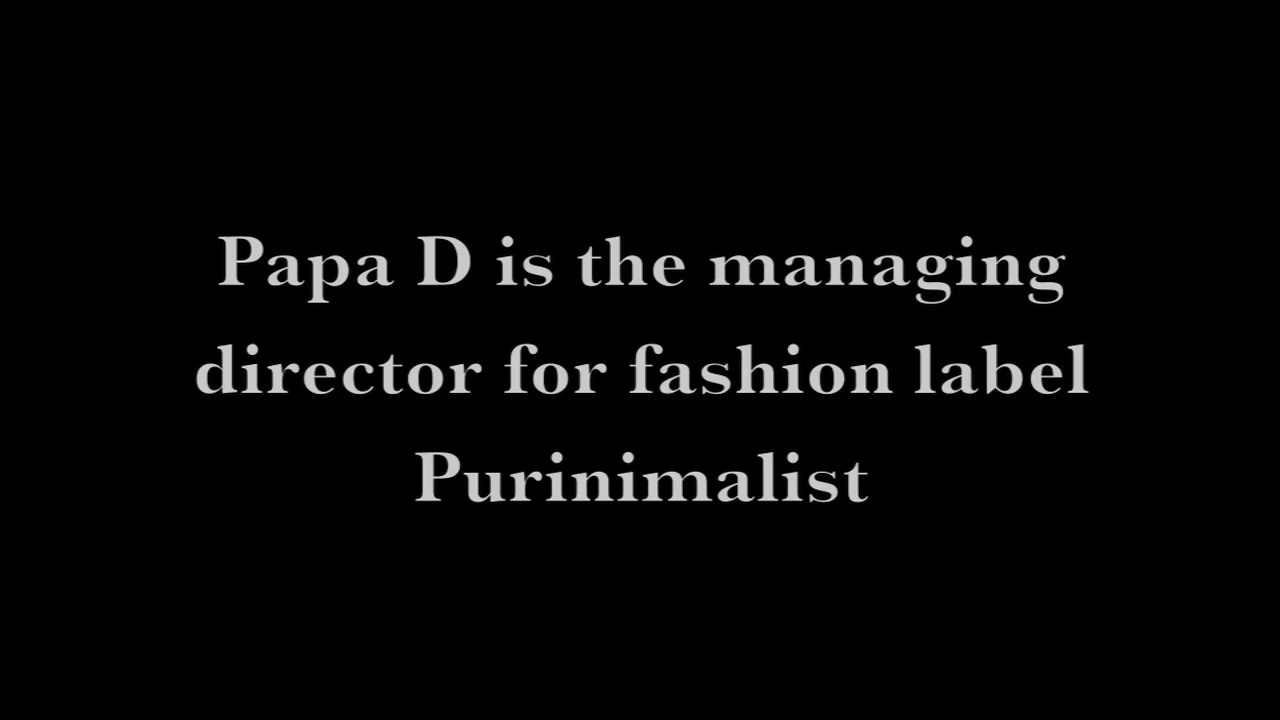 Papa D is the managing
director for fashion label
Purinimalist